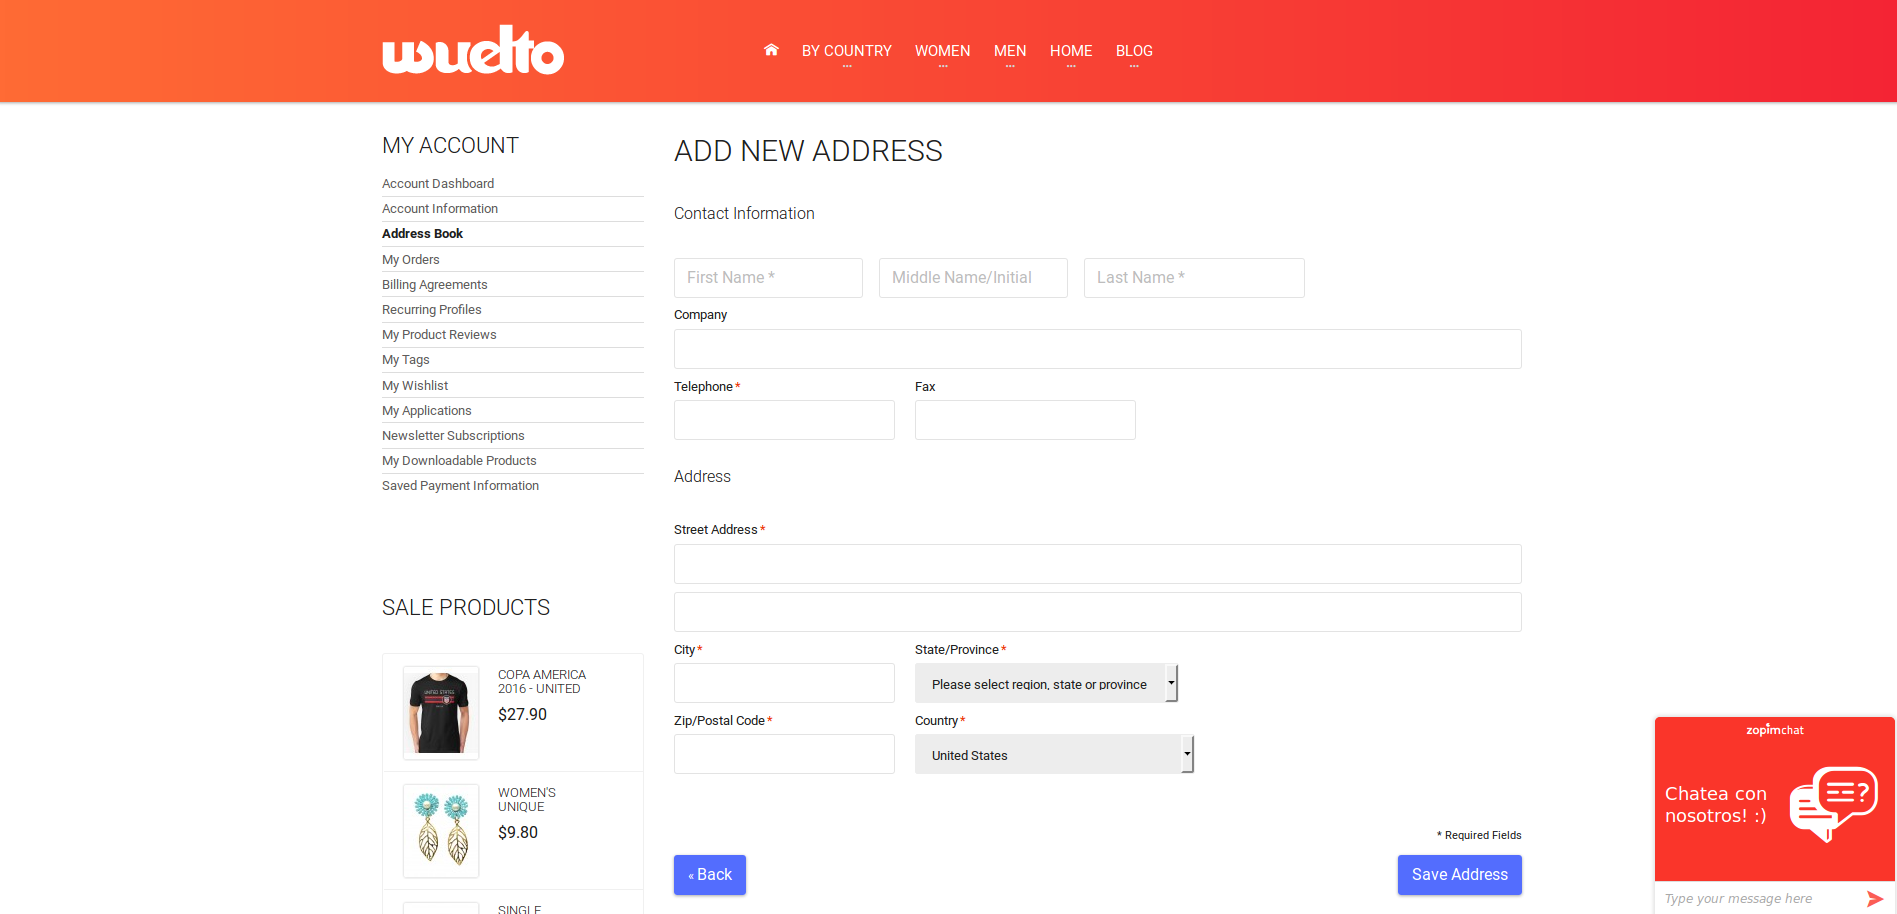 wuelto
BY COUNTRY
WOMEN
MEN
HOME
BLOG
MY ACCOUNT
Account Dashboard
Account Information
Address Book
My Orders
Billing Agreements
Recurring Profiles
My Product Reviews
My Tags
My Wishlist
My Applications
Newsletter Subscriptions
My Downloadable Products
Saved Payment Information
SALE PRODUCTS
UNITED STATES
COPA AMERICA
2016 - UNITED
$27.90
WOMEN'S
UNIQUE
$9.80
SINGLE
ADD NEW ADDRESS
Contact Information
First Name *
Middle Name/Initial
Last Name *
Company
Telephone *
Fax
Address
Street Address *
City *
State/Province *
Please select region, state or province
Zip/Postal Code *
Country *
United States
* Required Fields
« Back
Save Address
zopim chat
Chatea con
nosotros! :)
Type your message here